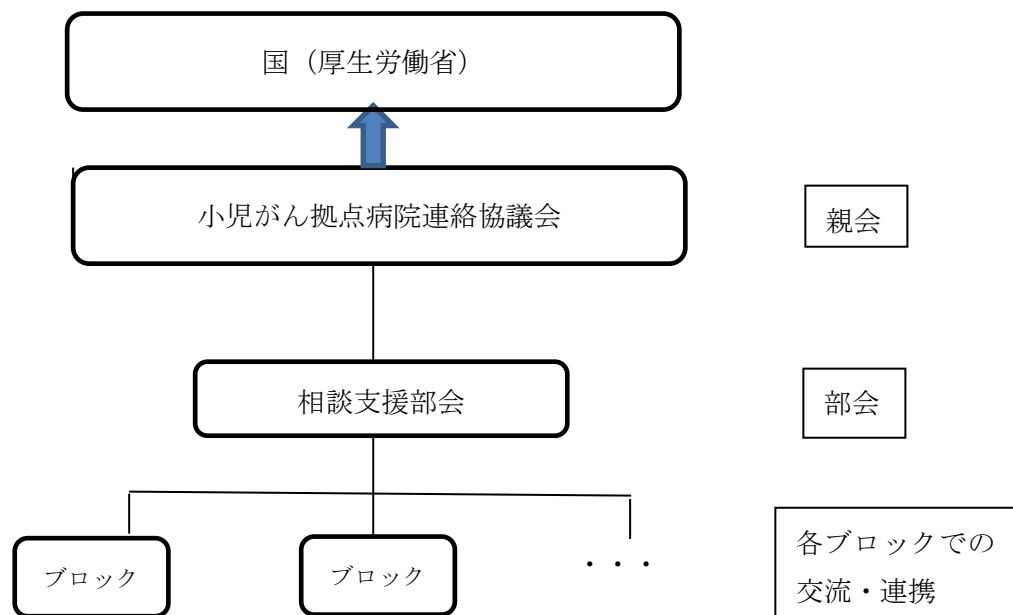 国（厚生労働省）
小児がん拠点病院連絡協議会
親会
相談支援部会
部会
ブロック
ブロック
・・・
各ブロックでの
交流・連携